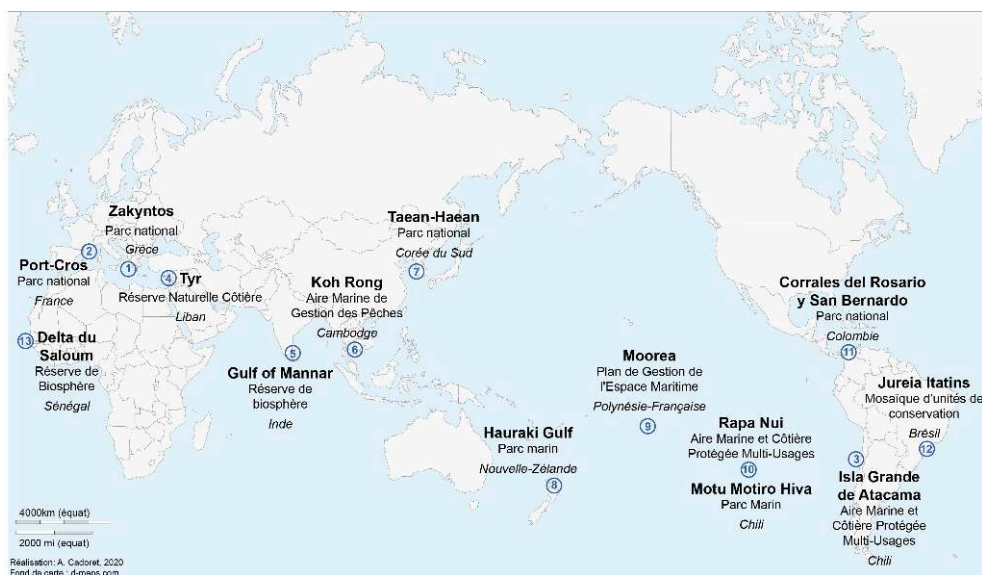 Zakyntos
Parc national
Grèce
2
1
Port-Cros
Parc national
France
4
Tyr
Réserve Naturelle Côtière
Liban
13
Delta du
Saloum
Réserve de
Biosphère
Sénégal
5
Gulf of Mannar
Réserve de
biosphère
Inde
Koh Rong
Aire Marine de
Gestion des Pêches
Cambodge
6
Taean-Haean
Parc national
Corée du Sud
7
Hauraki Gulf
Parc marin
Nouvelle-Zélande
8
Moorea
Plan de Gestion de
l'Espace Maritime
Polynésie-Française
9
Rapa Nui
Aire Marine et Côtière
Protégée Multi-Usages
10
Motu Motiro Hiva
Parc Marin
Chili
Corrales del Rosario
y San Bernardo
Parc national
Colombie
11
Jureia Itatins
Mosaïque d'unités de
conservation
Brésil
12
3
Isla Grande
de Atacama
Aire Marine et
Côtière Protégée
Multi-Usages
Chili
4000km (équat)
2000 mi (équat)
Réalisation: A. Cadoret, 2020
Fond de carte : d-maps.com